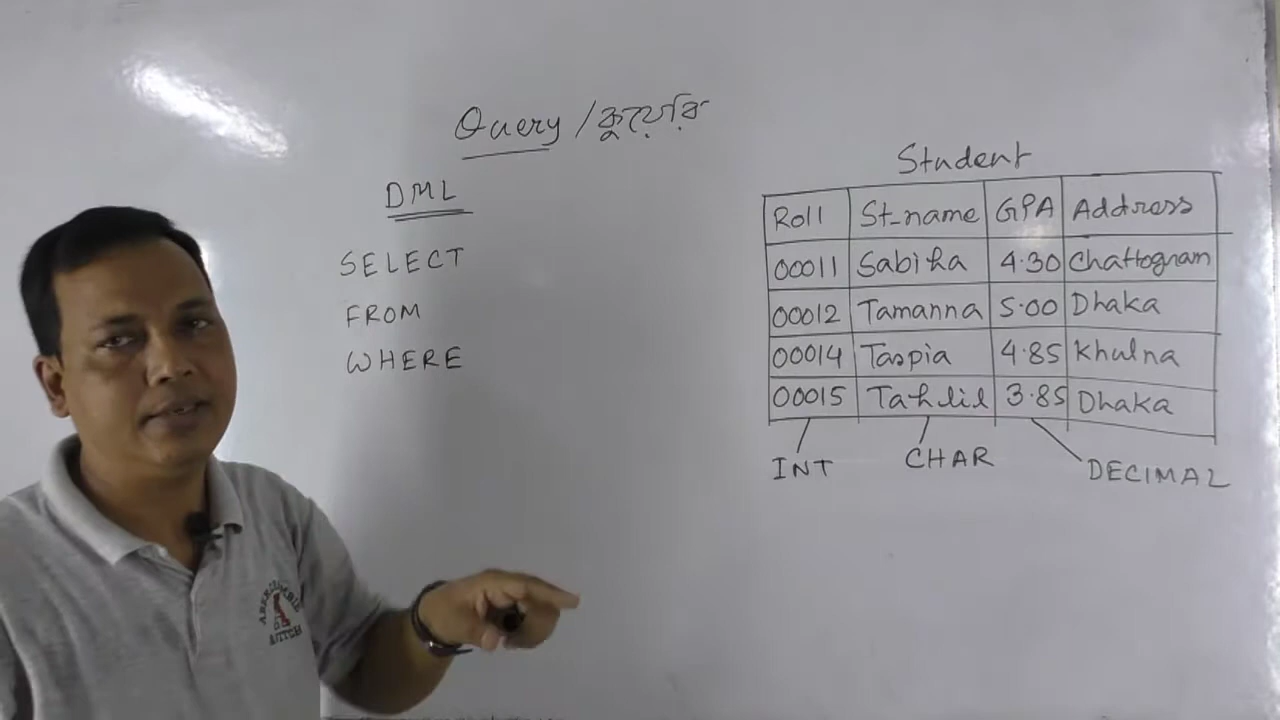 Query / কুয়েরি
DML
SELECT
FROM
WHERE
Student
Roll St_name GPA Address
00011 Sabiha 4.30 Chattogram
00012 Tamanna 5.00 Dhaka
00014 Taspia 4.85 Khulna
00015 Tahlil 3.85 Dhaka
INT CHAR DECIMAL